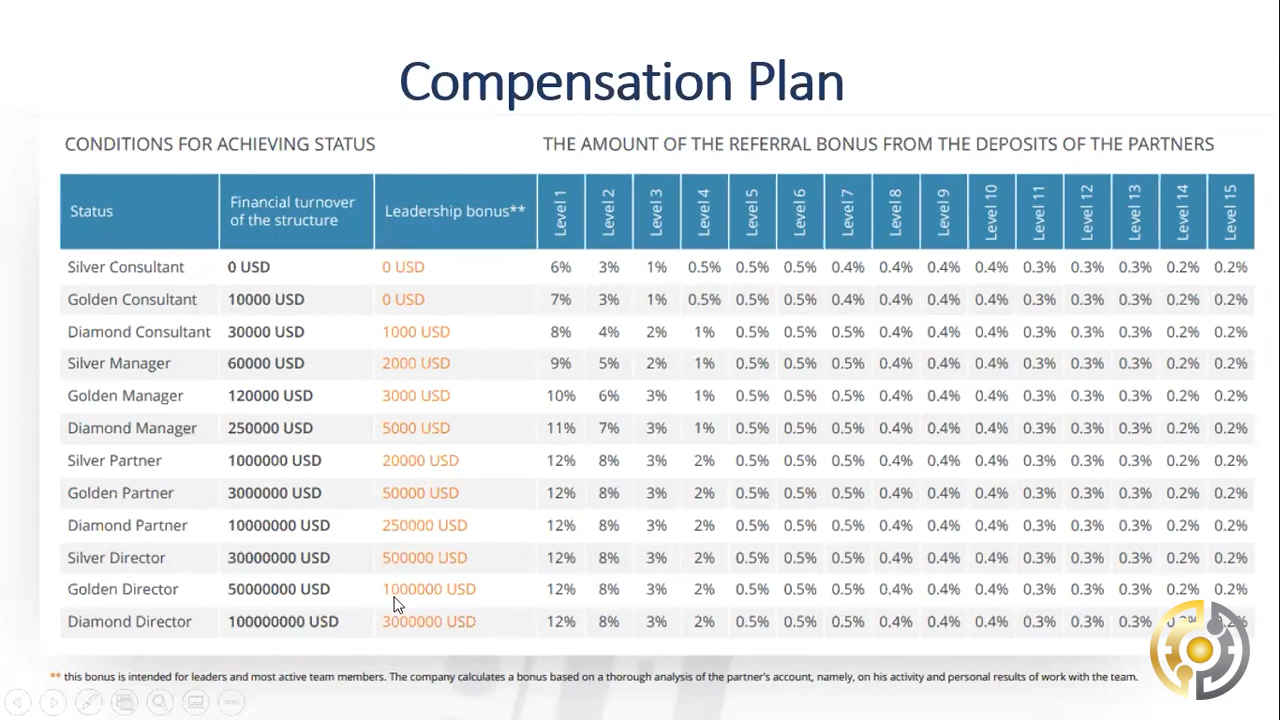 Compensation Plan
CONDITIONS FOR ACHIEVING STATUS
THE AMOUNT OF THE REFERRAL BONUS FROM THE DEPOSITS OF THE PARTNERS
Status Financial turnover of the structure Leadership bonus** Level 1 Level 2 Level 3 Level 4 Level 5 Level 6 Level 7 Level 8 Level 9 Level 10 Level 11 Level 12 Level 13 Level 14 Level 15
Silver Consultant 0 USD 0 USD 6% 3% 1% 0.5% 0.5% 0.5% 0.4% 0.4% 0.4% 0.4% 0.3% 0.3% 0.3% 0.2% 0.2%
Golden Consultant 10000 USD 0 USD 7% 3% 1% 0.5% 0.5% 0.5% 0.4% 0.4% 0.4% 0.4% 0.3% 0.3% 0.3% 0.2% 0.2%
Diamond Consultant 30000 USD 1000 USD 8% 4% 2% 1% 0.5% 0.5% 0.5% 0.4% 0.4% 0.4% 0.3% 0.3% 0.3% 0.2% 0.2%
Silver Manager 60000 USD 2000 USD 9% 5% 2% 1% 0.5% 0.5% 0.5% 0.4% 0.4% 0.4% 0.3% 0.3% 0.3% 0.2% 0.2%
Golden Manager 120000 USD 3000 USD 10% 6% 3% 1% 0.5% 0.5% 0.5% 0.4% 0.4% 0.4% 0.3% 0.3% 0.3% 0.2% 0.2%
Diamond Manager 250000 USD 5000 USD 11% 7% 3% 1% 0.5% 0.5% 0.5% 0.4% 0.4% 0.4% 0.3% 0.3% 0.3% 0.2% 0.2%
Silver Partner 1000000 USD 20000 USD 12% 8% 3% 2% 0.5% 0.5% 0.5% 0.4% 0.4% 0.4% 0.3% 0.3% 0.3% 0.2% 0.2%
Golden Partner 3000000 USD 50000 USD 12% 8% 3% 2% 0.5% 0.5% 0.5% 0.4% 0.4% 0.4% 0.3% 0.3% 0.3% 0.2% 0.2%
Diamond Partner 10000000 USD 250000 USD 12% 8% 3% 2% 0.5% 0.5% 0.5% 0.4% 0.4% 0.4% 0.3% 0.3% 0.3% 0.2% 0.2%
Silver Director 30000000 USD 500000 USD 12% 8% 3% 2% 0.5% 0.5% 0.5% 0.4% 0.4% 0.4% 0.3% 0.3% 0.3% 0.2% 0.2%
Golden Director 50000000 USD 1000000 USD 12% 8% 3% 2% 0.5% 0.5% 0.5% 0.4% 0.4% 0.4% 0.3% 0.3% 0.3% 0.2% 0.2%
Diamond Director 100000000 USD 3000000 USD 12% 8% 3% 2% 0.5% 0.5% 0.5% 0.4% 0.4% 0.4% 0.3% 0.3% 0.3%
** this bonus is intended for leaders and most active team members. The company calculates a bonus based on a thorough analysis of the partner's account, namely, on his activity and personal results of work with the team.